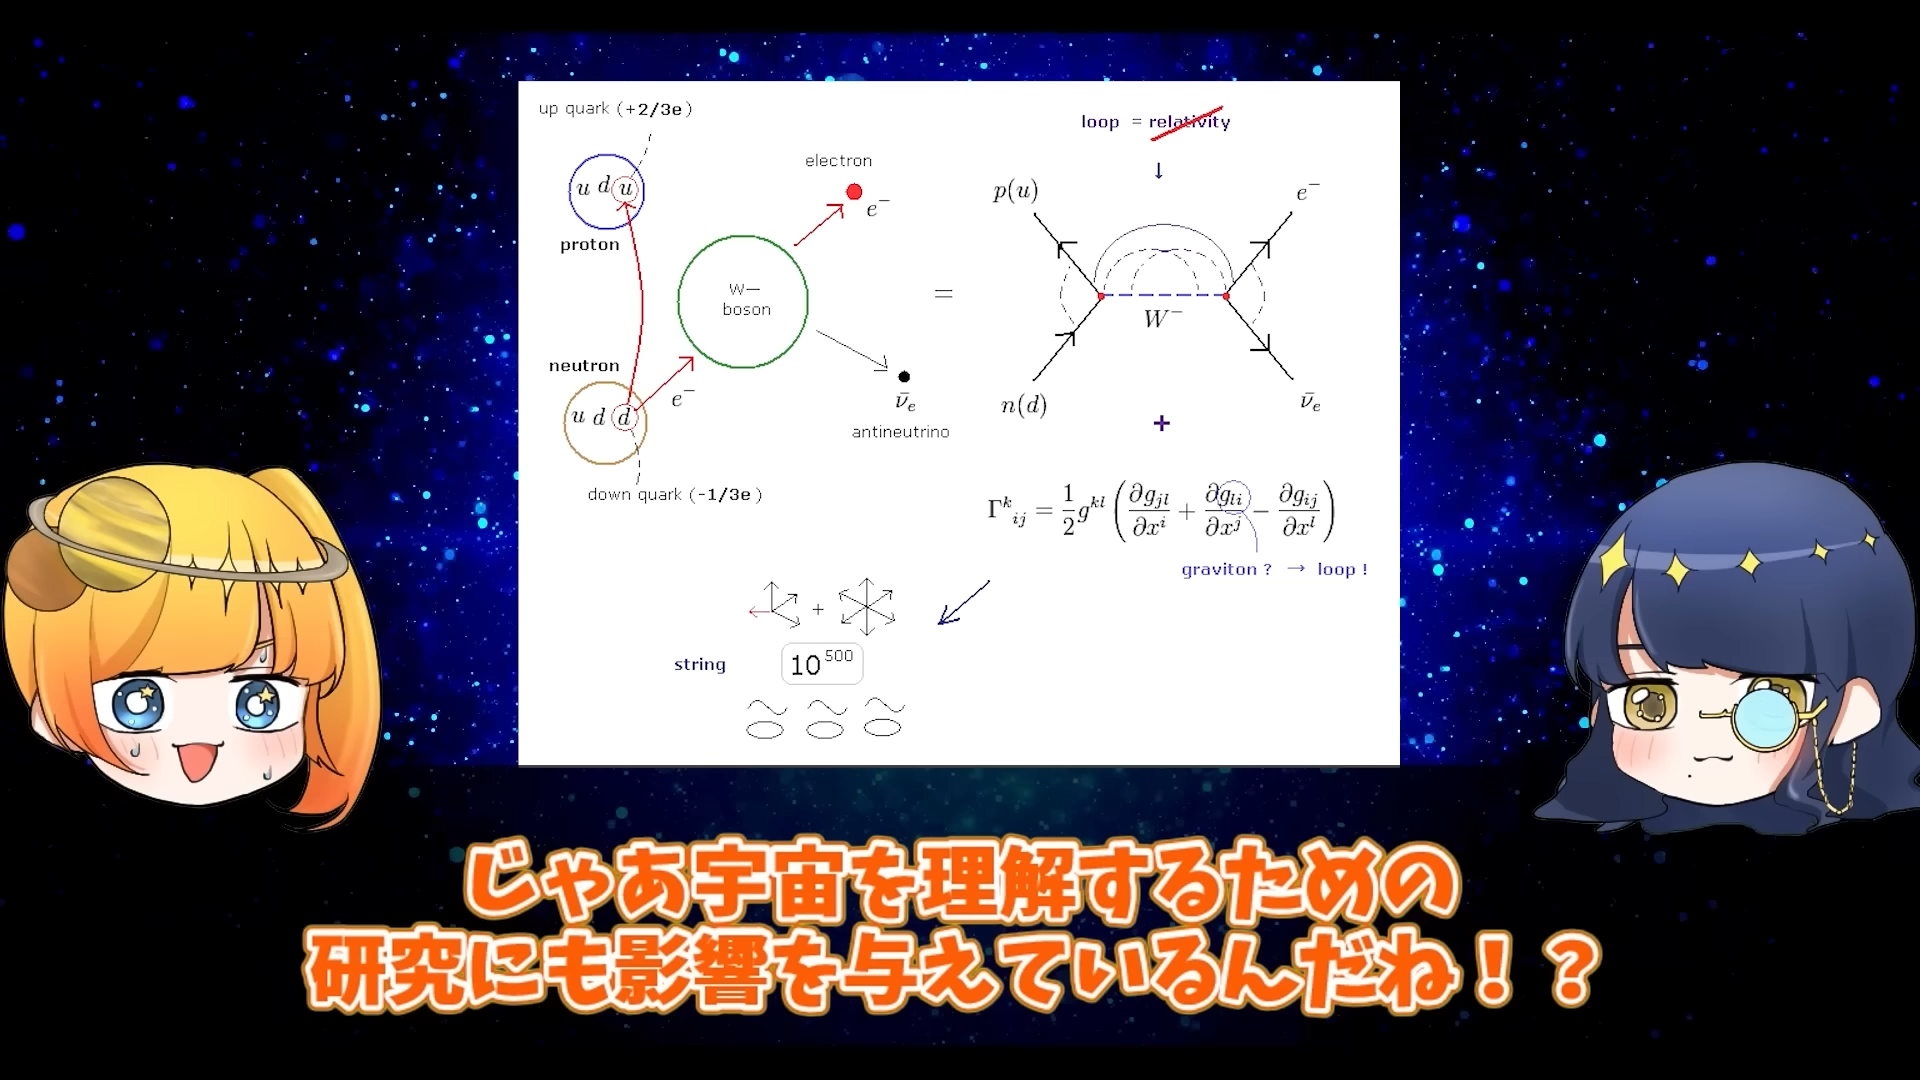 up quark (+2/3e)
loop = relativity
↓
electron
e⁻
u d u
proton
W–
boson
neutron
u d d
e⁻
ν̄ₑ
antineutrino
down quark (-1/3e)
=
p(u)
e⁻
W⁻
n(d)
ν̄ₑ
+
Γᵏᵢⱼ = 1/2 gᵏˡ (∂gⱼₗ/∂xⁱ + ∂gₗᵢ/∂xʲ − ∂gᵢⱼ/∂xˡ)
graviton ? → loop !
+
string
10⁵⁰⁰
じゃあ宇宙を理解するための
研究にも影響を与えているんだね！？